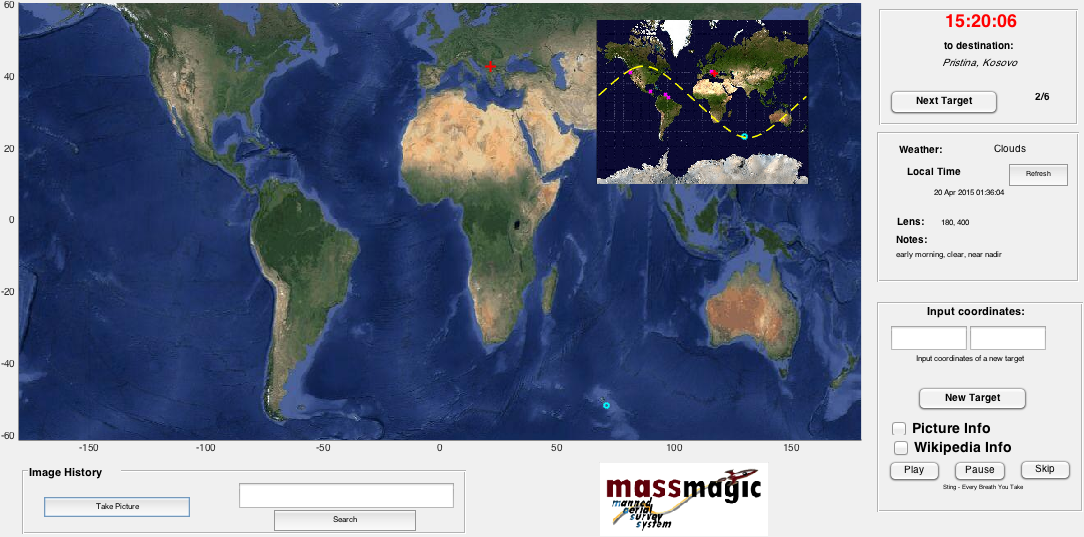 60
40
20
0
-20
-40
-60
-150
-100
-50
0
50
100
150
15:20:06
to destination:
Pristina, Kosovo
Next Target
2/6
Weather: Clouds
Local Time
Refresh
20 Apr 2015 01:36:04
Lens: 180, 400
Notes:
early morning, clear, near nadir
Input coordinates:
Input coordinates of a new target
New Target
Picture Info
Wikipedia Info
Play Pause Skip
Sting - Every Breath You Take
Image History
Take Picture
Search
massmagic
manned
aerial
survey
system